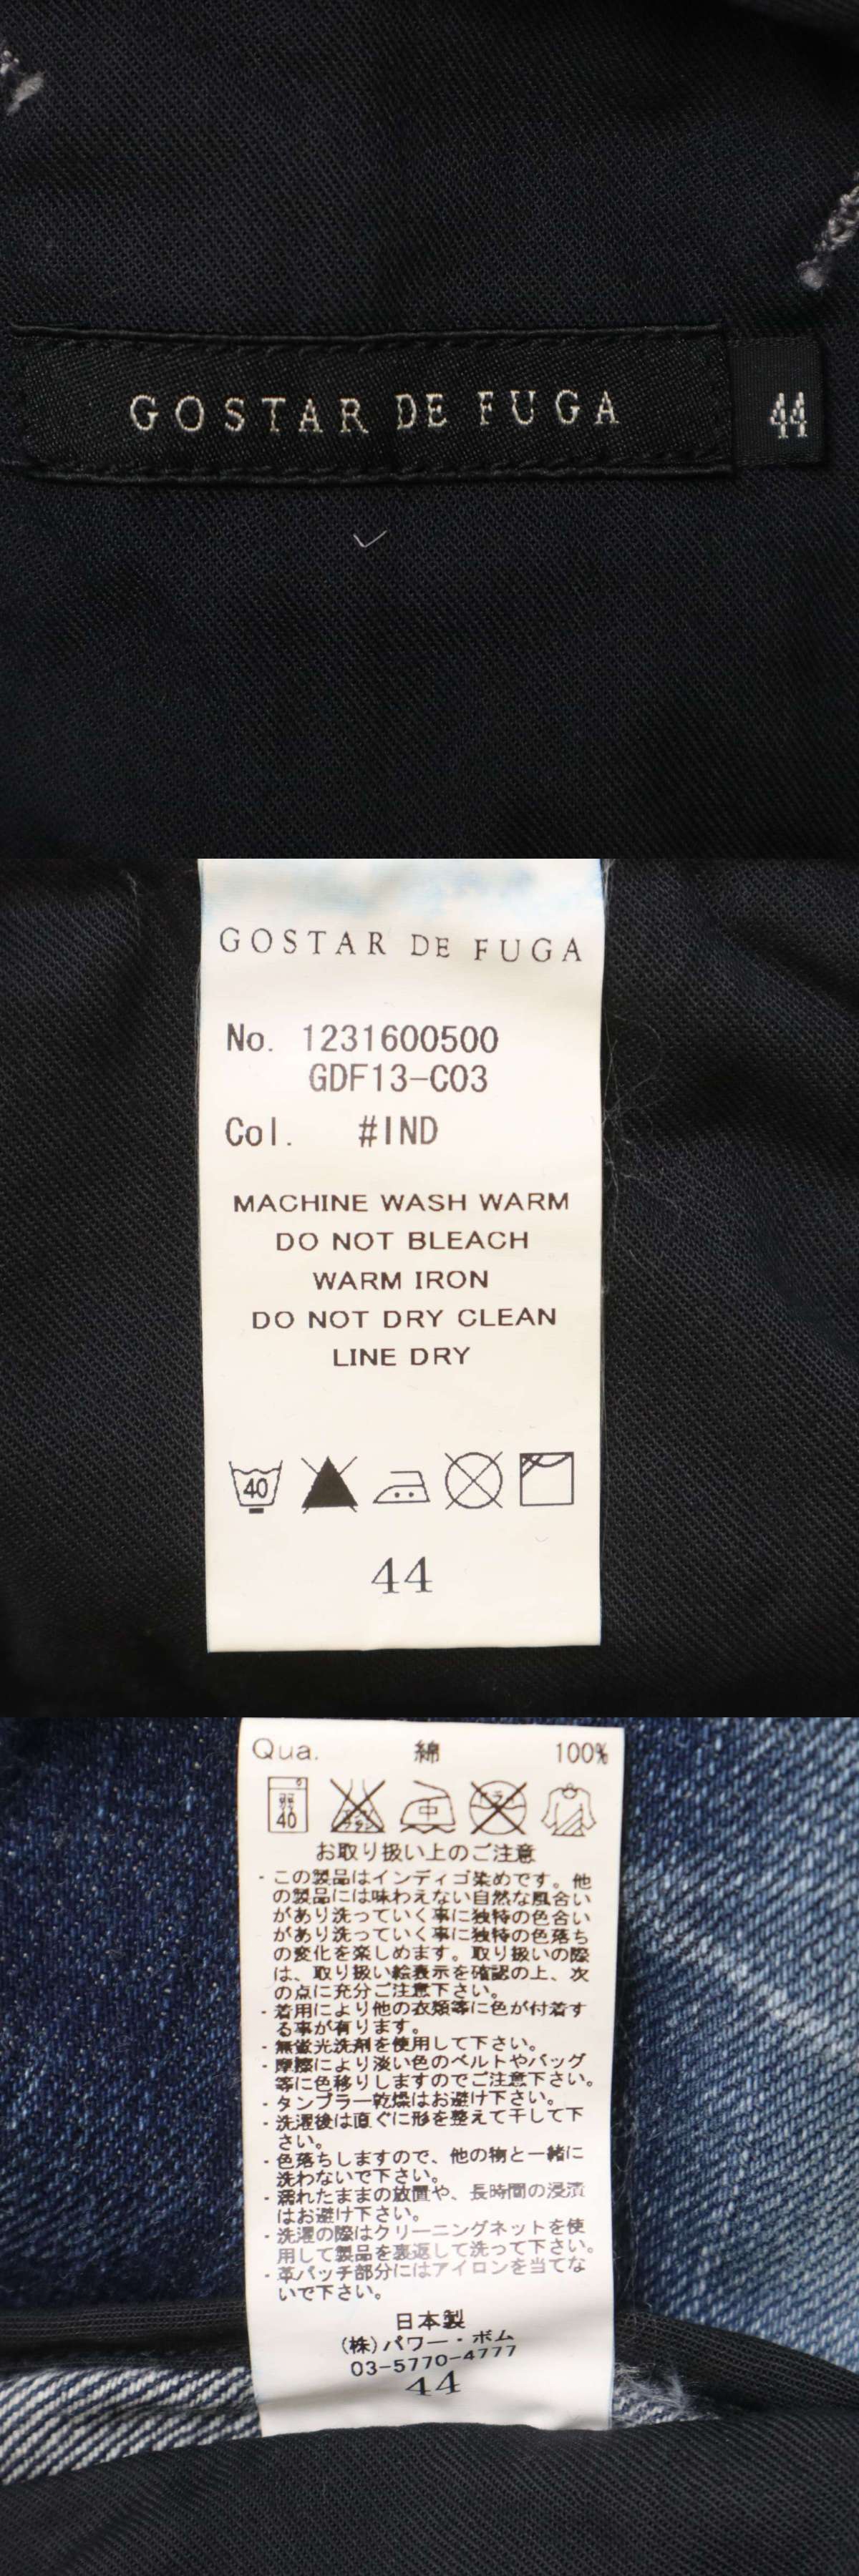 GOSTAR DE FUGA 44
GOSTAR DE FUGA
No. 1231600500
GDF13-C03
Col. #IND
MACHINE WASH WARM
DO NOT BLEACH
WARM IRON
DO NOT DRY CLEAN
LINE DRY
40
44
Qua. 綿 100%
40 中
お取り扱い上のご注意
・この製品はインディゴ染めです。他
の製品には味わえない自然な風合い
があり洗っていく事に独特の色合い
があり洗っていく事に独特の色落ち
の変化を楽しめます。取り扱いの際
は、取り扱い絵表示を確認の上、次
の点に充分ご注意下さい。
・着用により他の衣類等に色が付着す
る事が有ります。
・無蛍光洗剤を使用して下さい。
・摩擦により淡い色のベルトやバッグ
等に色移りしますのでご注意下さい。
・タンブラー乾燥はお避け下さい。
・洗濯後は直ぐに形を整えて干して下
さい。
・色落ちしますので、他の物と一緒に
洗わないで下さい。
・濡れたままの放置や、長時間の浸漬
はお避け下さい。
・洗濯の際はクリーニングネットを使
用して製品を裏返して洗って下さい。
・革パッチ部分にはアイロンを当てな
いで下さい。
日本製
(株)パワー・ボム
03-5770-4777
44